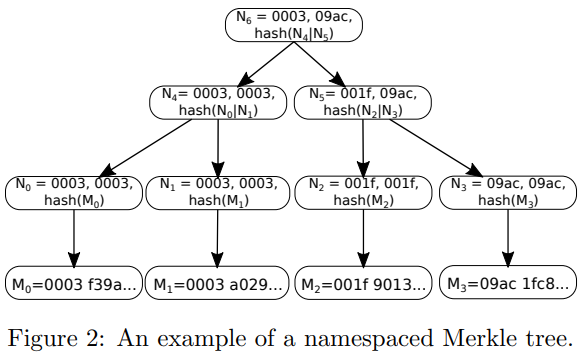 N₆ = 0003, 09ac,
hash(N₄|N₅)
N₄= 0003, 0003,
hash(N₀|N₁)
N₅= 001f, 09ac,
hash(N₂|N₃)
N₀ = 0003, 0003,
hash(M₀)
N₁ = 0003, 0003,
hash(M₁)
N₂ = 001f, 001f,
hash(M₂)
N₃ = 09ac, 09ac,
hash(M₃)
M₀=0003 f39a...
M₁=0003 a029...
M₂=001f 9013...
M₃=09ac 1fc8...
Figure 2: An example of a namespaced Merkle tree.